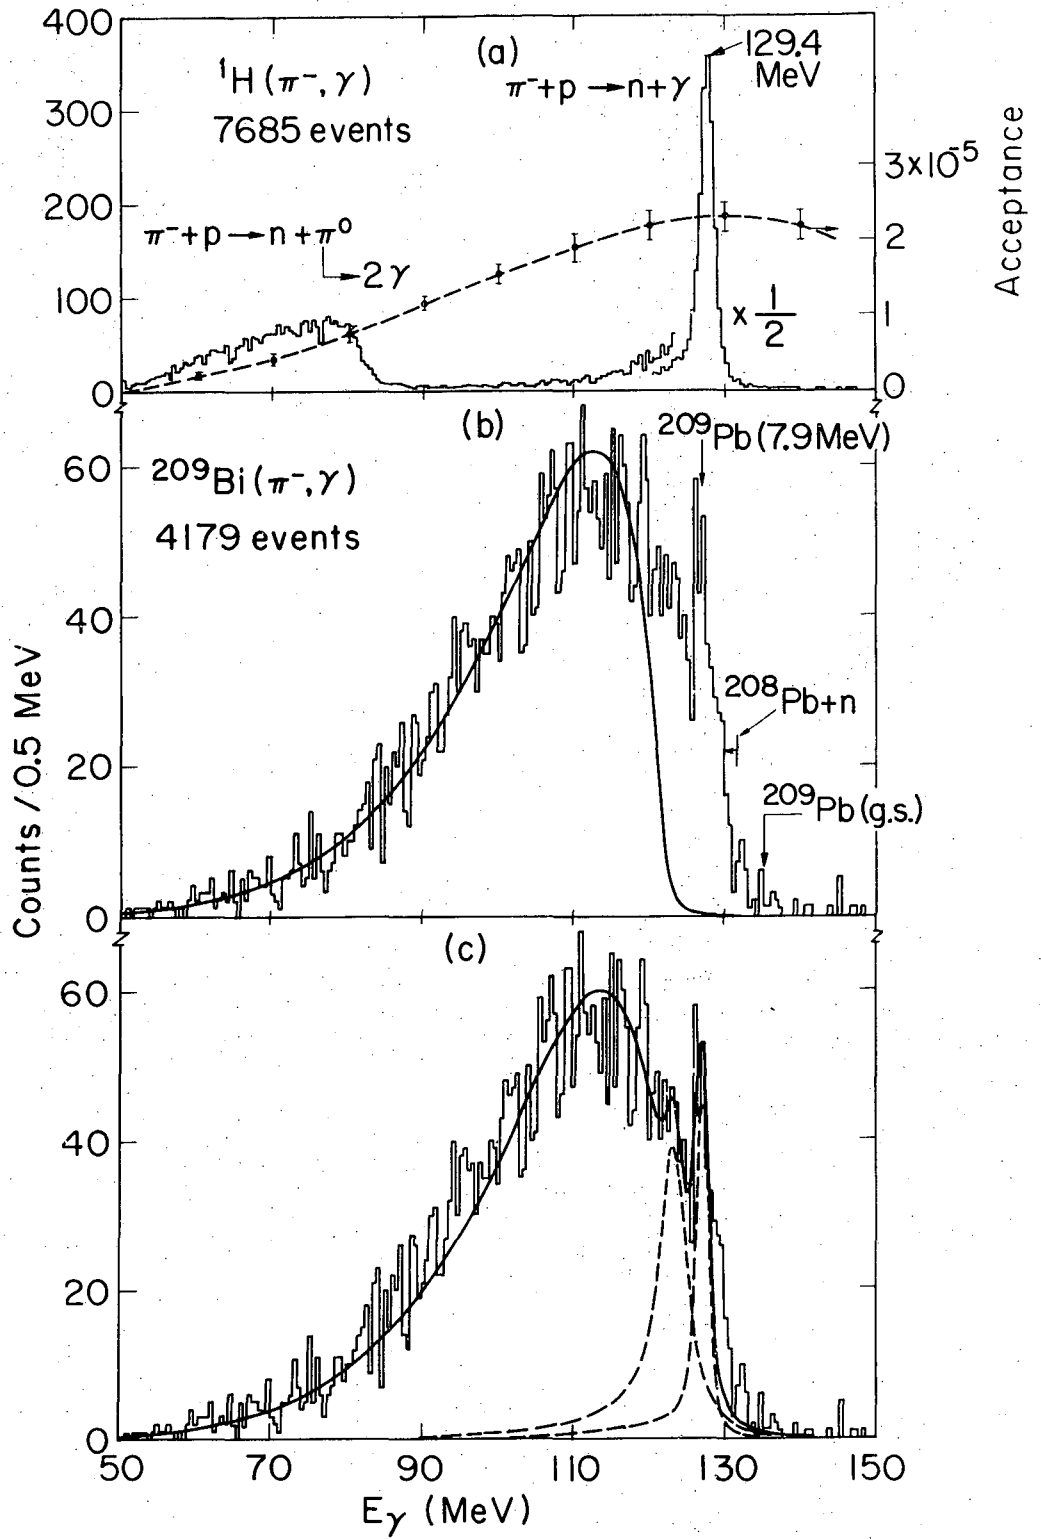 400
300
200
100
0
(a)
¹H(π⁻,γ)
7685 events
π⁻+p → n+γ
129.4
MeV
π⁻+p → n+π⁰
2γ
× 1/2
3×10⁻⁵
2
1
0
Acceptance
(b)
²⁰⁹Bi(π⁻,γ)
4179 events
²⁰⁹Pb(7.9MeV)
²⁰⁸Pb+n
²⁰⁹Pb(g.s.)
60
40
20
0
Counts / 0.5 MeV
(c)
60
40
20
0
50 70 90 110 130 150
Eγ (MeV)